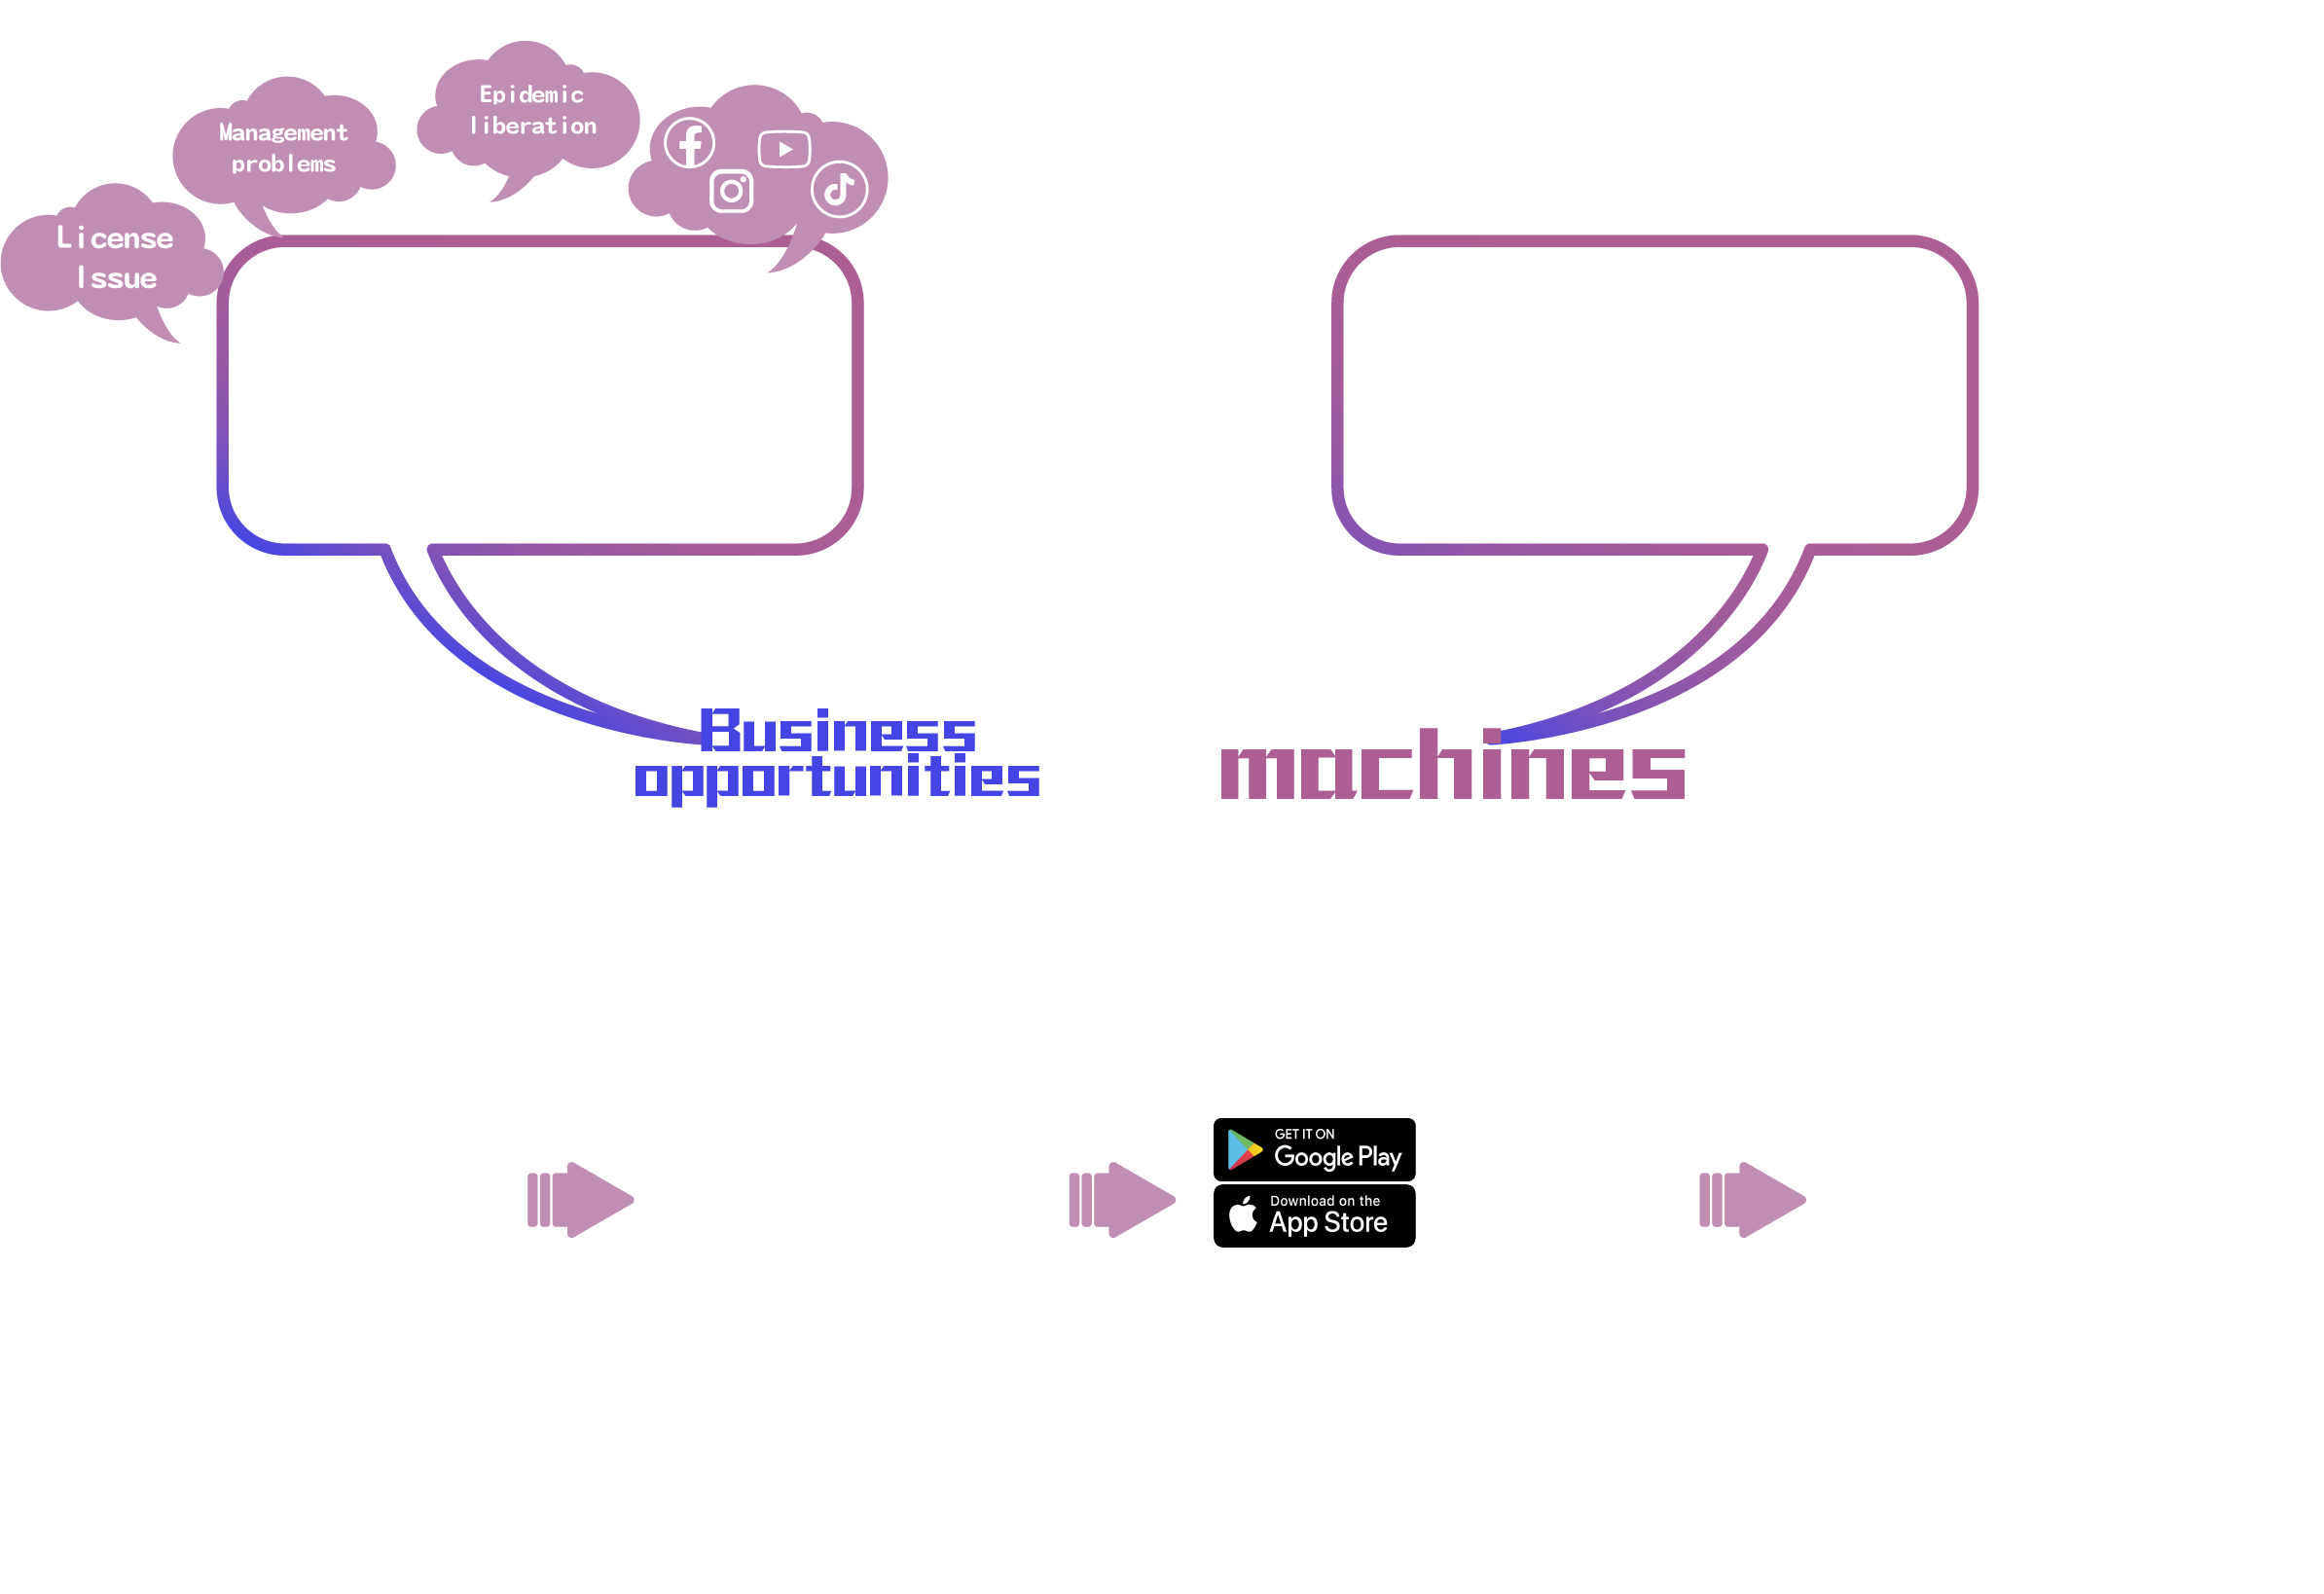 Epidemic
liberation
Management
problems
License
Issue
Business
opportunities
machines
GET IT ON
Google Play
Download on the
App Store